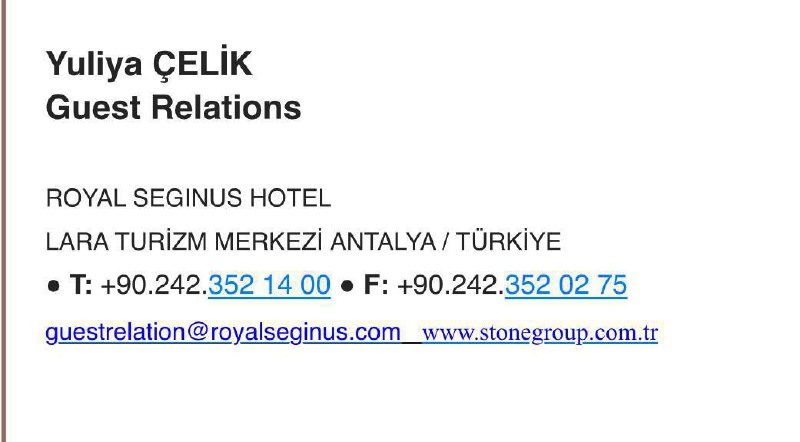 Yuliya ÇELİK
Guest Relations
ROYAL SEGINUS HOTEL
LARA TURİZM MERKEZİ ANTALYA / TÜRKİYE
● T: +90.242.352 14 00 ● F: +90.242.352 02 75
guestrelation@royalseginus.com www.stonegroup.com.tr